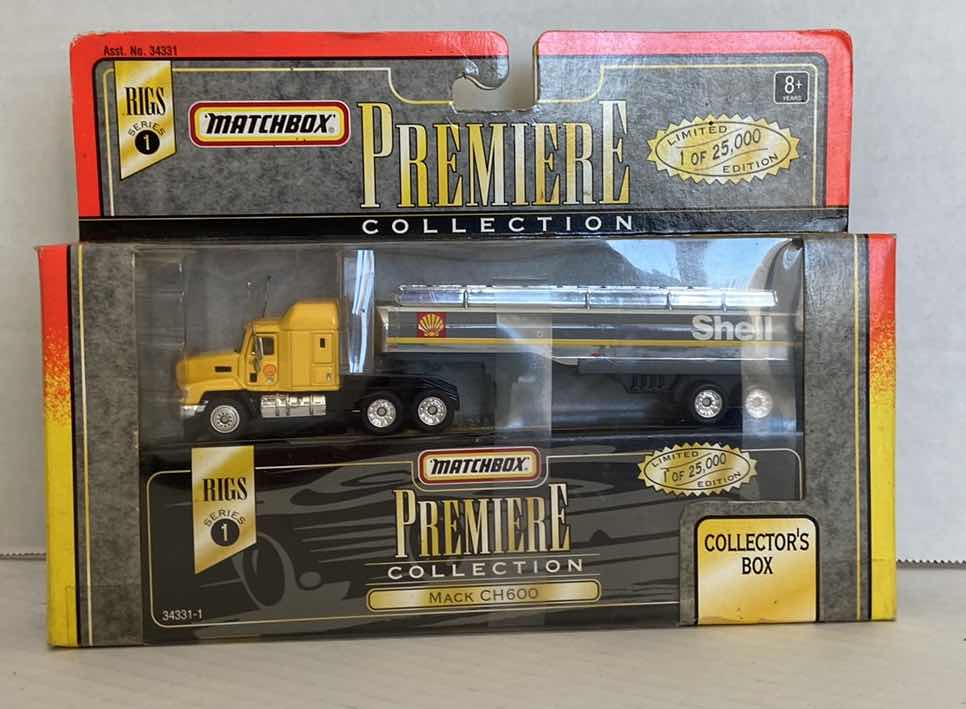 Asst. No. 34331
RIGS
SERIES
1
MATCHBOX®
PREMIERE
COLLECTION
LIMITED
1 OF 25,000
EDITION
8+
YEARS
Shell
RIGS
SERIES
1
MATCHBOX®
PREMIERE
COLLECTION
MACK CH600
LIMITED
1 OF 25,000
EDITION
COLLECTOR'S
BOX
34331-1